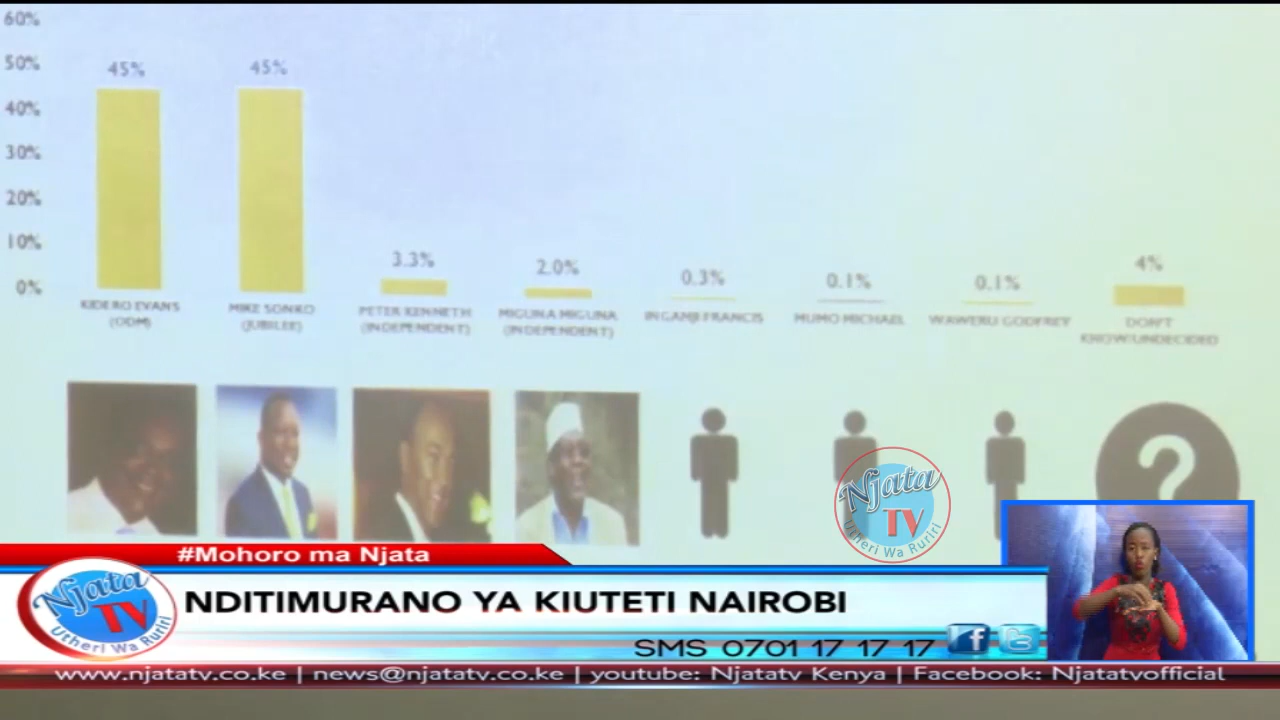 60%
50%
40%
30%
20%
10%
0%
45%
45%
3.3%
2.0%
0.3%
0.1%
0.1%
4%
KIDERO EVANS
(ODM)
MIKE SONKO
(JUBILEE)
PETER KENNETH
(INDEPENDENT)
MIGUNA MIGUNA
(INDEPENDENT)
INGANJI FRANCIS
MUMO MICHAEL
WAWERU GODFREY
DON'T
KNOW/UNDECIDED
?
Njata
TV
Utheri Wa Ruriri
#Mohoro ma Njata
Njata
TV
Utheri Wa Ruriri
NDITIMURANO YA KIUTETI NAIROBI
SMS 0701 17 17 17
www.njatatv.co.ke | news@njatatv.co.ke | youtube: Njatatv Kenya | Facebook: Njatatvofficial